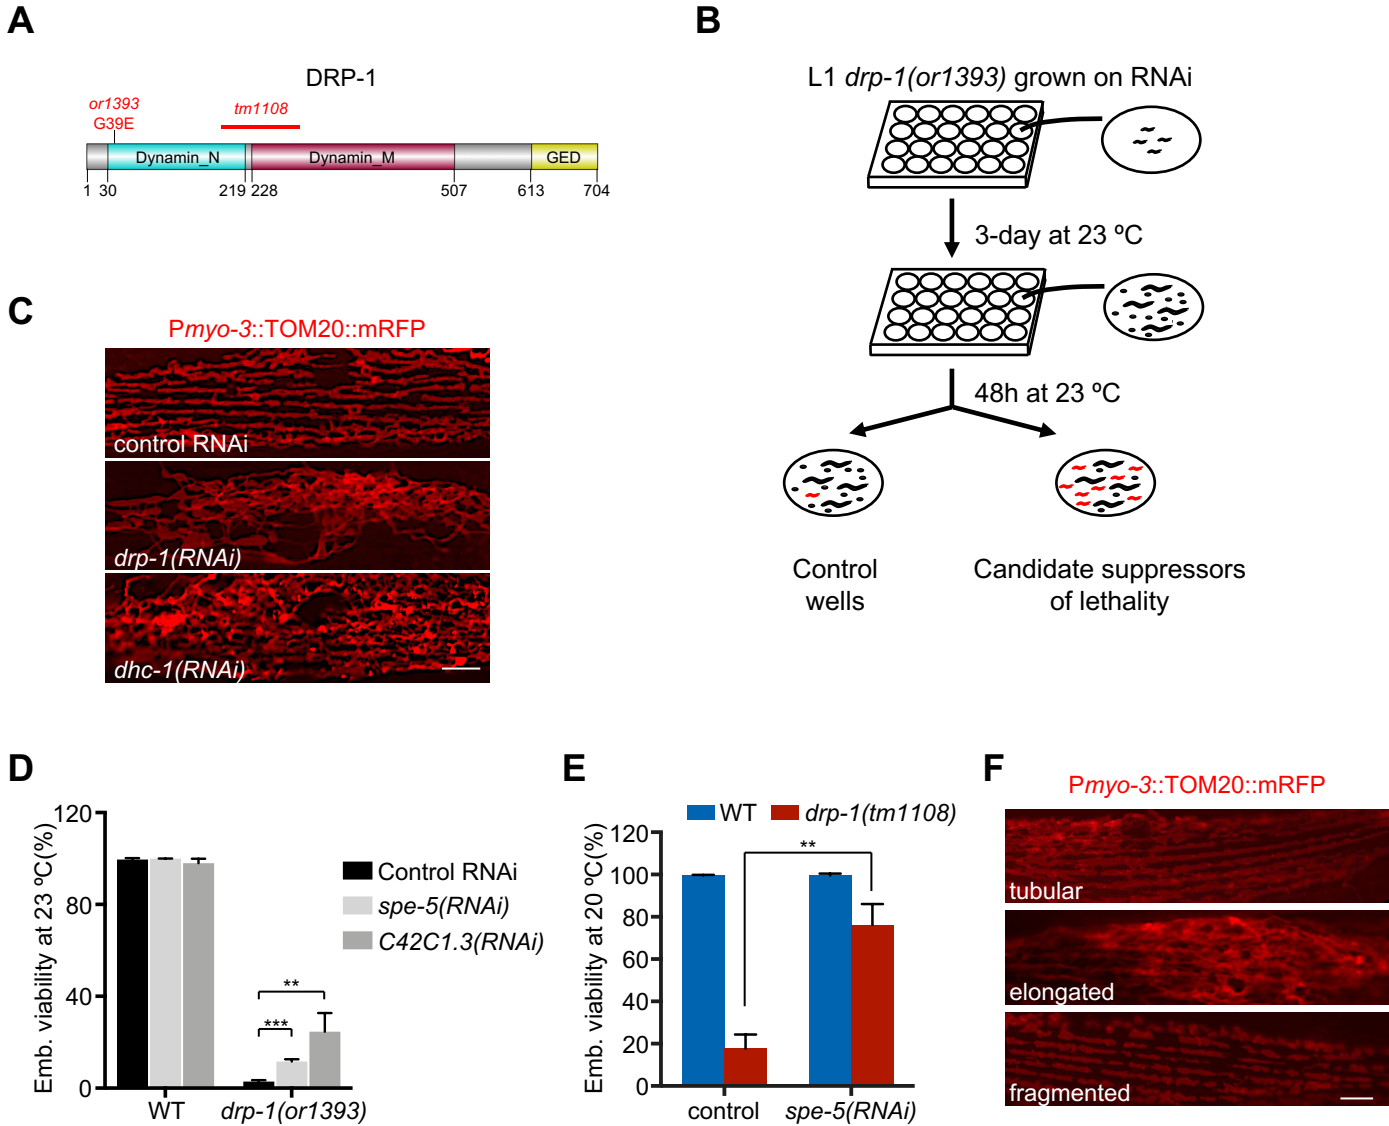 A
DRP-1
or1393
G39E
tm1108
Dynamin_N
Dynamin_M
GED
1 30 219 228 507 613 704
B
L1 drp-1(or1393) grown on RNAi
3-day at 23 ºC
48h at 23 ºC
Control
wells
Candidate suppressors
of lethality
C
Pmyo-3::TOM20::mRFP
control RNAi
drp-1(RNAi)
dhc-1(RNAi)
D
Emb. viability at 23 ºC(%)
120
80
40
0
WT
drp-1(or1393)
***
**
Control RNAi
spe-5(RNAi)
C42C1.3(RNAi)
E
WT
drp-1(tm1108)
Emb. viability at 20 ºC(%)
120
100
80
60
40
20
0
**
control
spe-5(RNAi)
F
Pmyo-3::TOM20::mRFP
tubular
elongated
fragmented